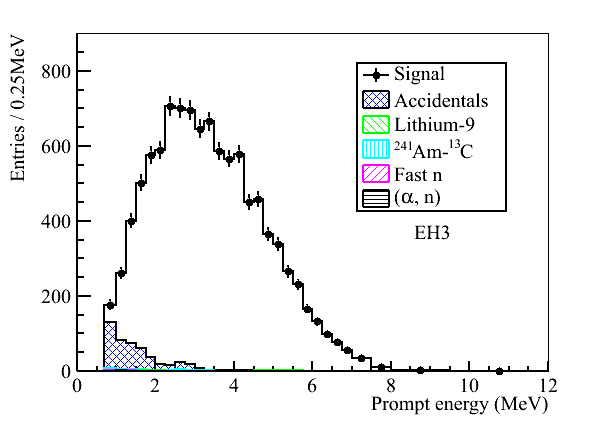 Entries / 0.25MeV
800
600
400
200
0
Signal
Accidentals
Lithium-9
²⁴¹Am-¹³C
Fast n
(α, n)
EH3
0 2 4 6 8 10 12
Prompt energy (MeV)